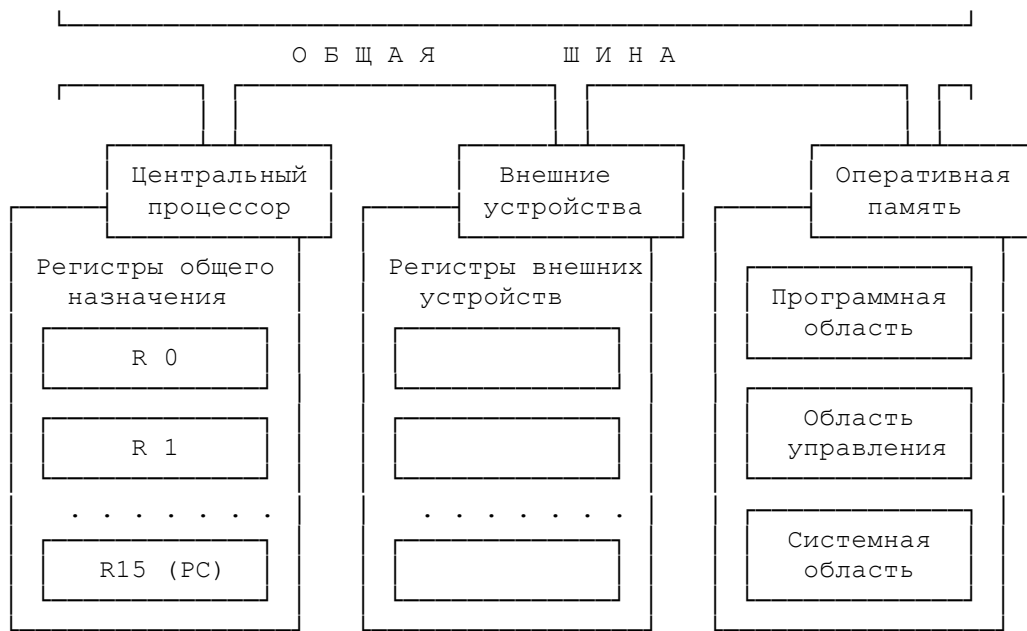 О Б Щ А Я Ш И Н А
Центральный
процессор
Внешние
устройства
Оперативная
память
Регистры общего
назначения
Регистры внешних
устройств
Программная
область
R 0
Область
управления
R 1
. . . . . . .
. . . . . . .
Системная
область
R15 (PC)